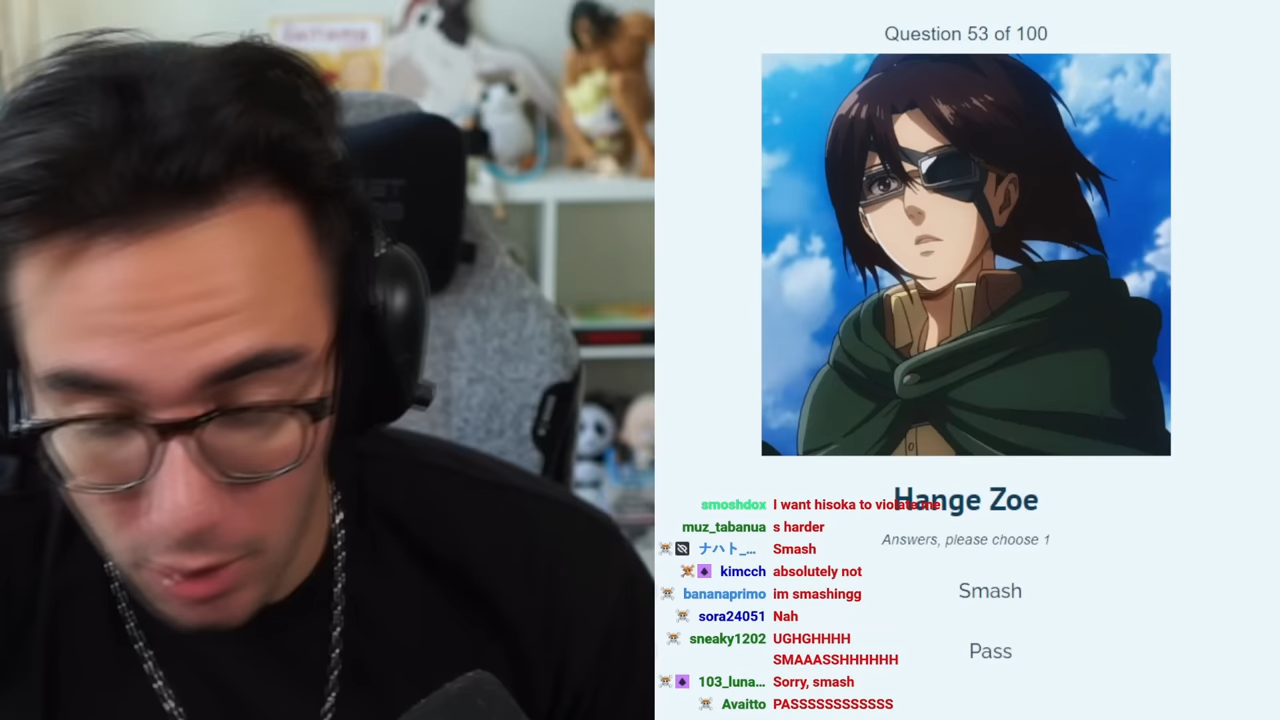 Question 53 of 100
Hange Zoe
smoshdox I want hisoka to violate me
Answers, please choose 1
muz_tabanua s harder
ナハト_... Smash
kimcch absolutely not
bananaprimo im smashingg
Smash
sora24051 Nah
sneaky1202 UGHGHHHH
SMAAASSHHHHHH
Pass
103_luna... Sorry, smash
Avaitto PASSSSSSSSSSSS